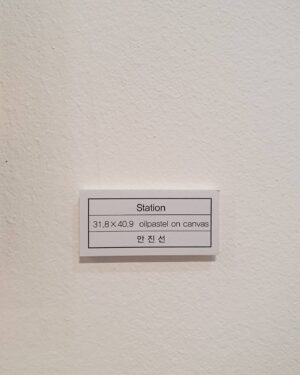 Station
31.8×40.9 oilpastel on canvas
안 진 선